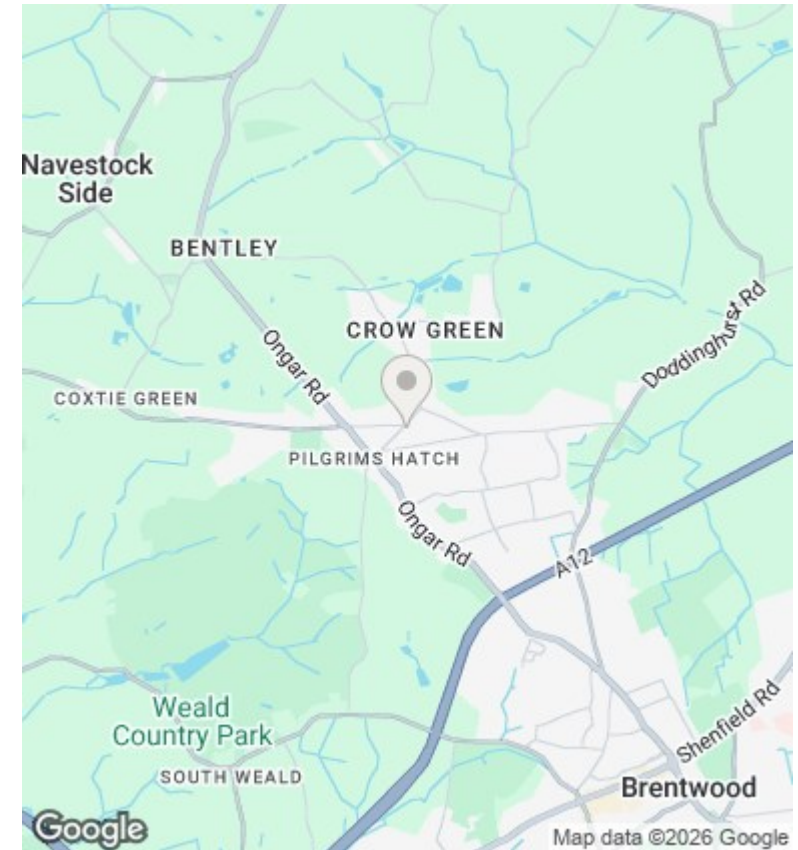 Navestock
Side
BENTLEY
CROW GREEN
Ongar Rd
Doddinghurst Rd
COXTIE GREEN
PILGRIMS HATCH
Ongar Rd
A12
Weald
Country Park
Shenfield Rd
SOUTH WEALD
Brentwood
Google
Map data ©2026 Google